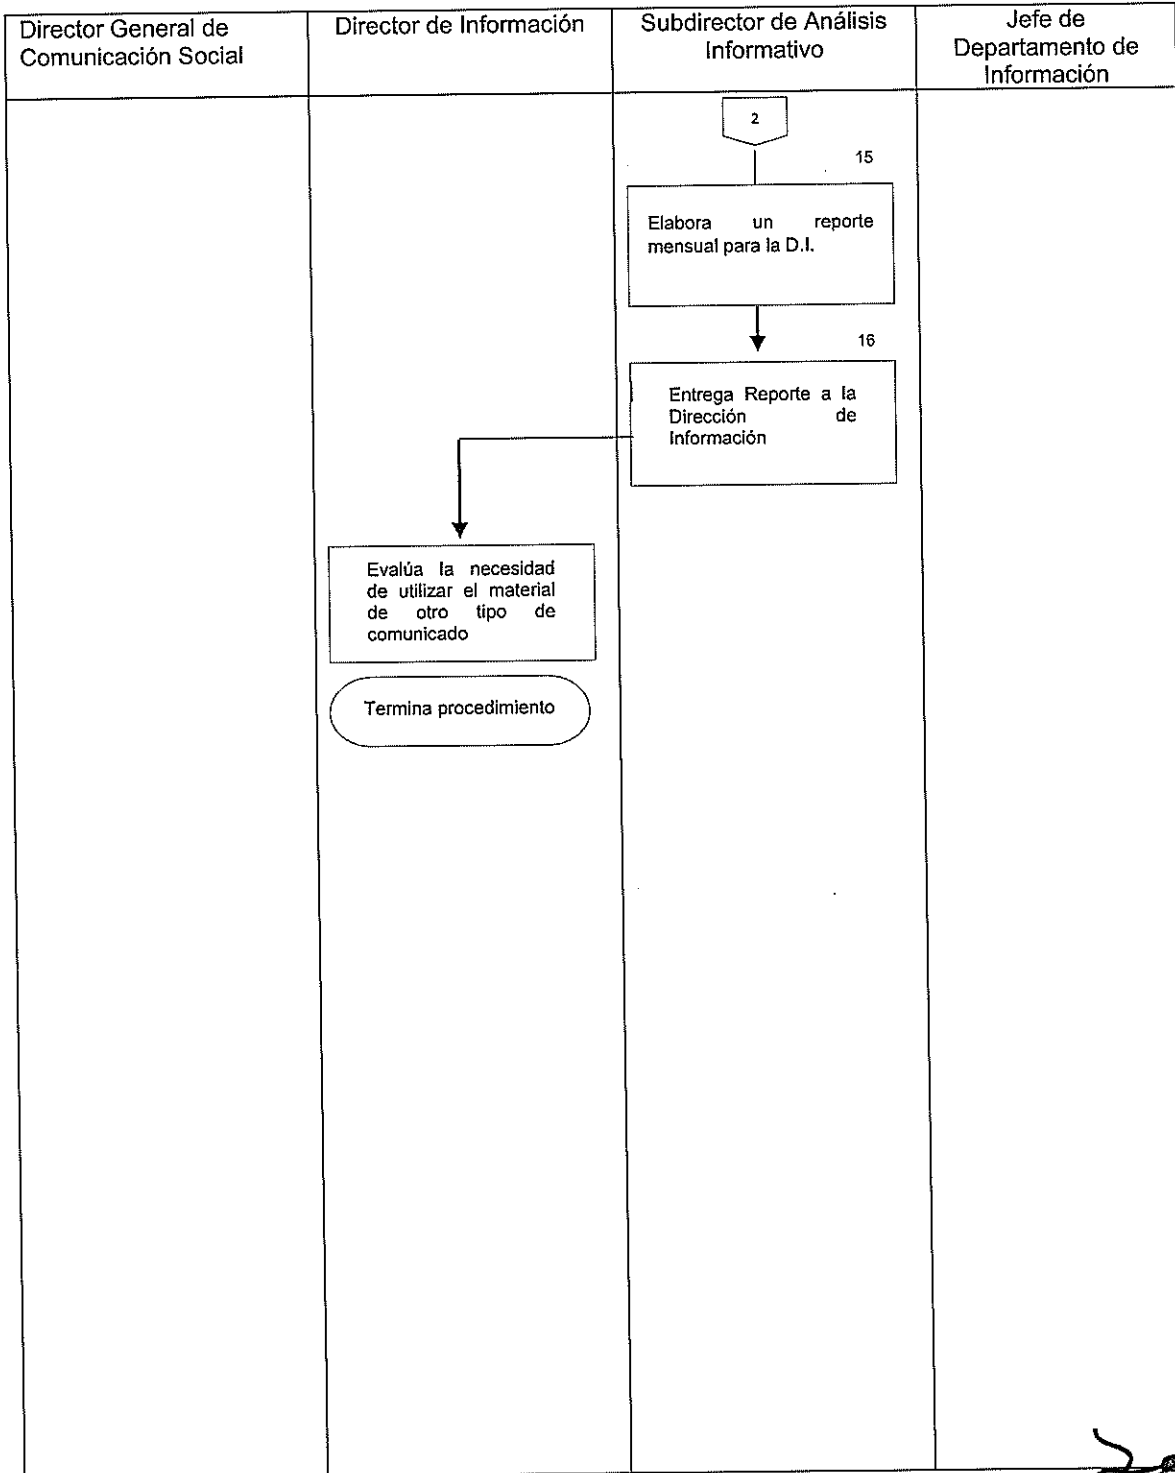 Director General de
Comunicación Social
Director de Información
Subdirector de Análisis
Informativo
Jefe de
Departamento de
Información
2
15
Elabora un reporte
mensual para la D.I.
16
Entrega Reporte a la
Dirección de
Información
Evalúa la necesidad
de utilizar el material
de otro tipo de
comunicado
Termina procedimiento